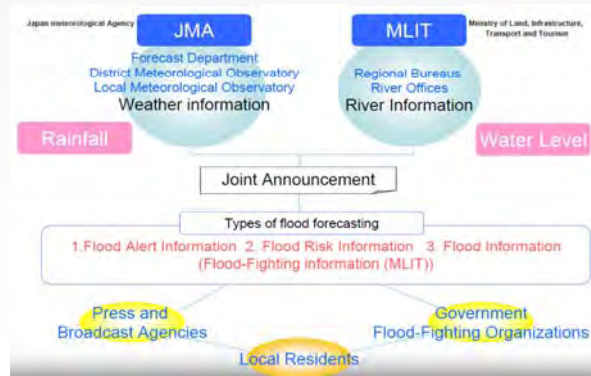 Japan meteorological Agency
JMA
MLIT
Ministry of Land, Infrastructure,
Transport and Tourism
Forecast Department
District Meteorological Observatory
Local Meteorological Observatory
Weather information
Regional Bureaus
River Offices
River Information
Rainfall
Water Level
Joint Announcement
Types of flood forecasting
1.Flood Alert Information 2. Flood Risk Information 3. Flood Information
(Flood-Fighting information (MLIT))
Press and
Broadcast Agencies
Government
Flood-Fighting Organizations
Local Residents